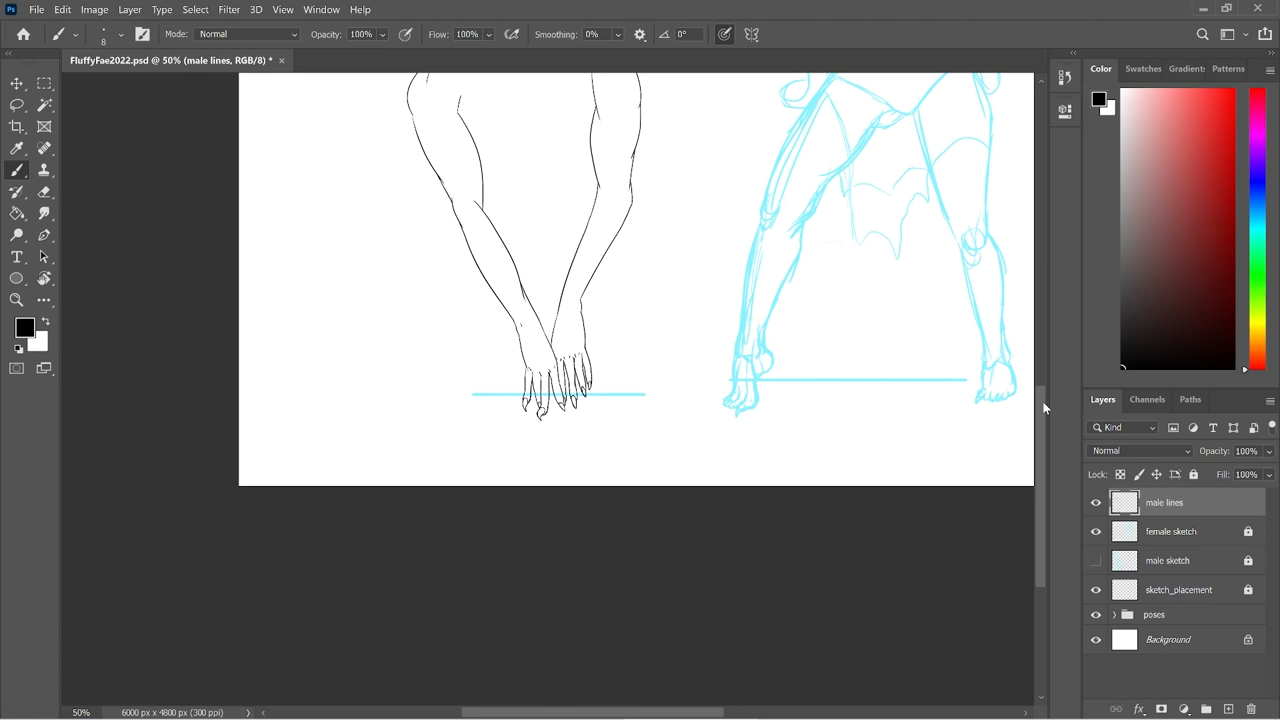 Ps File Edit Image Layer Type Select Filter 3D View Window Help
8 Mode: Normal Opacity: 100% Flow: 100% Smoothing: 0% 0°
FluffyFae2022.psd @ 50% (male lines, RGB/8) * ×
Color Swatches Gradients Patterns
Layers Channels Paths
Kind
Normal Opacity: 100%
Lock: Fill: 100%
male lines
female sketch
male sketch
sketch_placement
poses
Background
50% 6000 px x 4800 px (300 ppi)